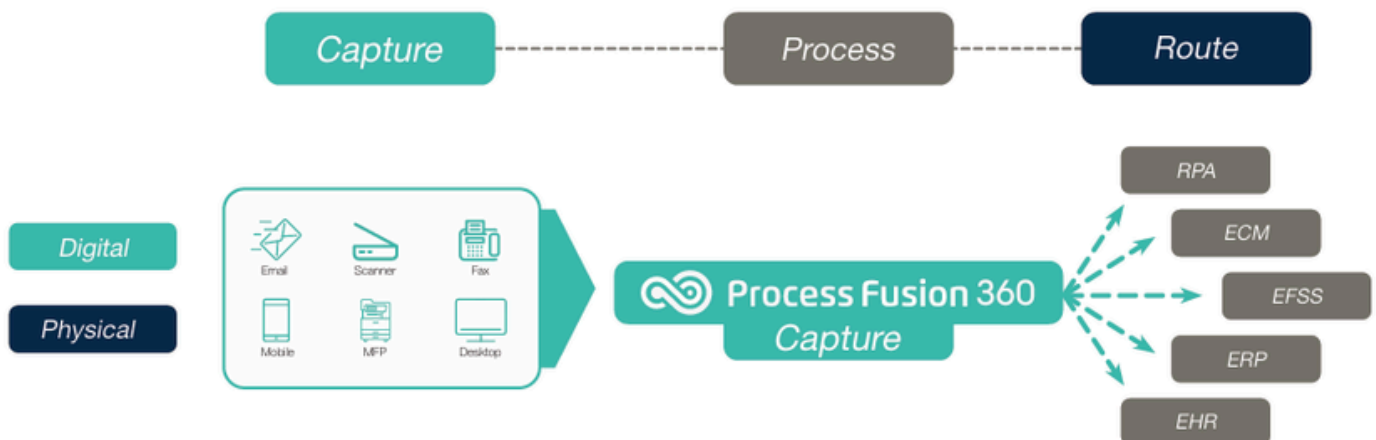 Capture
Process
Route
Digital
Physical
Email
Scanner
Fax
Mobile
MFP
Desktop
Process Fusion 360
Capture
RPA
ECM
EFSS
ERP
EHR